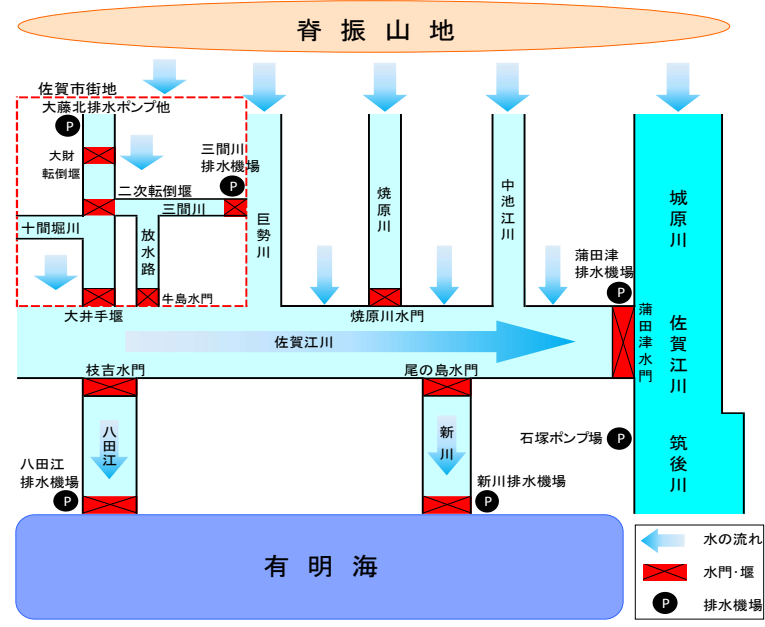 脊振山地
佐賀市街地
大藤北排水ポンプ他
P
大財
転倒堰
三間川
排水機場
P
二次転倒堰
三間川
十間堀川
放水路
巨勢川
焼原川
中池江川
城原川
牛島水門
蒲田津
排水機場
P
大井手堰
焼原川水門
蒲田津水門
佐賀江川
佐賀江川
枝吉水門
尾の島水門
八田江
新川
石塚ポンプ場
P
筑後川
八田江
排水機場
P
新川排水機場
P
有明海
水の流れ
水門・堰
P
排水機場